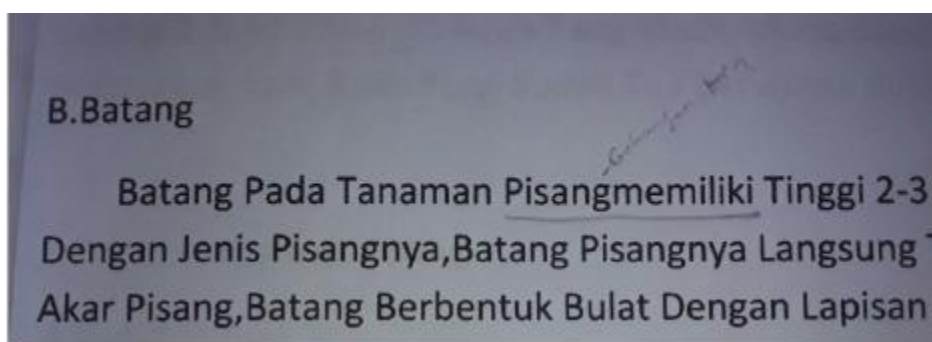 B.Batang
Batang Pada Tanaman Pisangmemiliki Tinggi 2-3
Dengan Jenis Pisangnya,Batang Pisangnya Langsung
Akar Pisang,Batang Berbentuk Bulat Dengan Lapisan